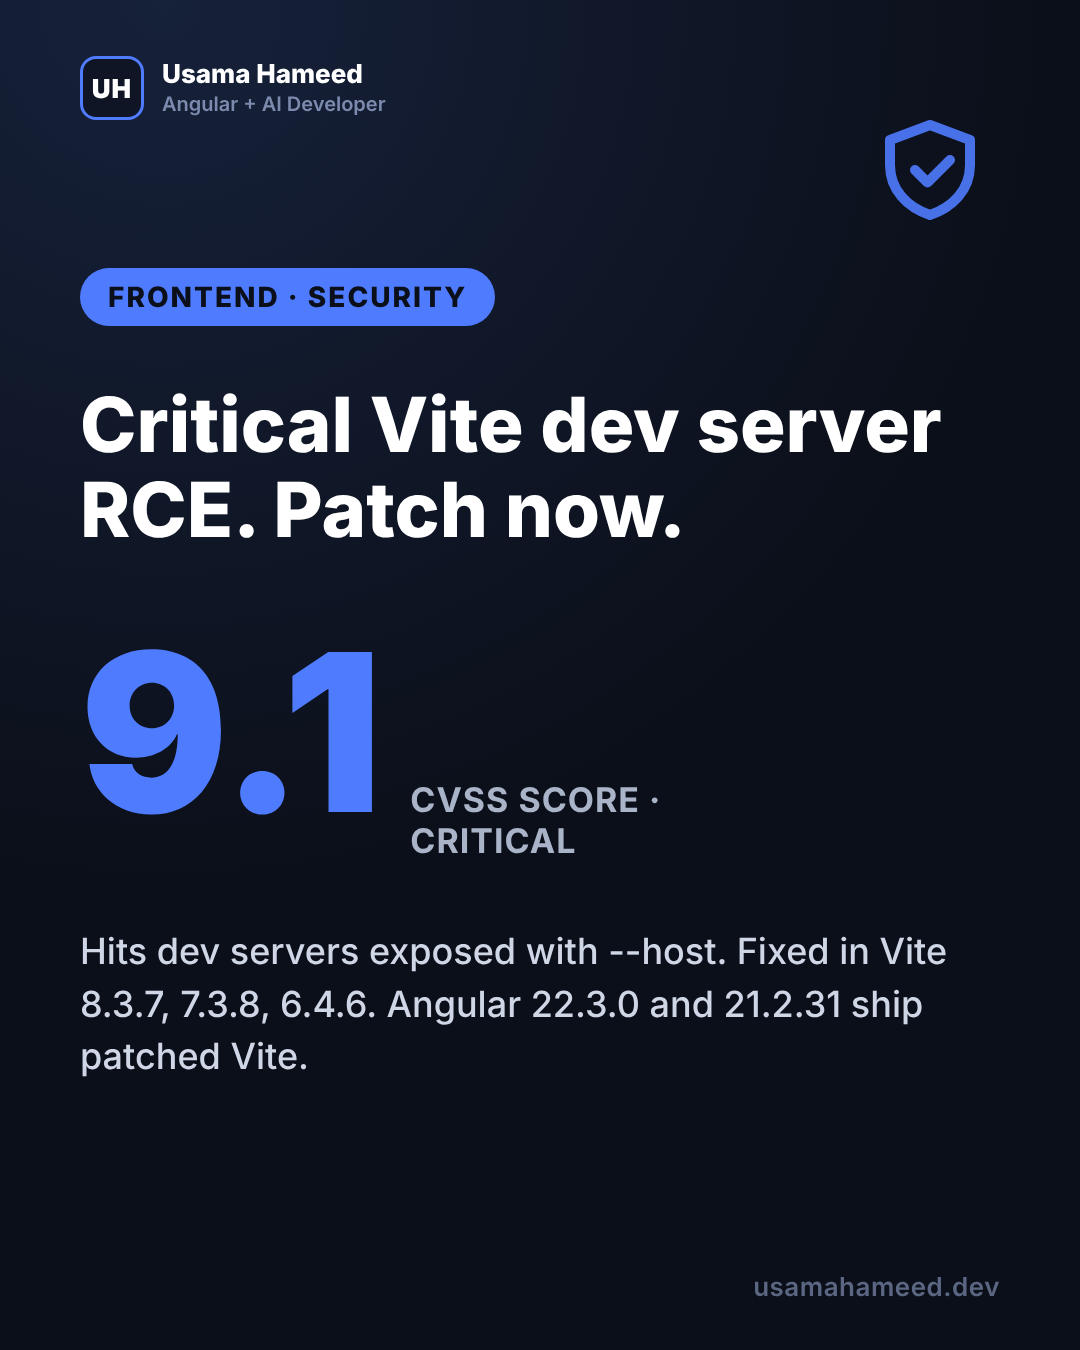 UH
Usama Hameed
Angular + AI Developer
FRONTEND · SECURITY
Critical Vite dev server
RCE. Patch now.
9.1
CVSS SCORE ·
CRITICAL
Hits dev servers exposed with --host. Fixed in Vite
8.3.7, 7.3.8, 6.4.6. Angular 22.3.0 and 21.2.31 ship
patched Vite.
usamahameed.dev